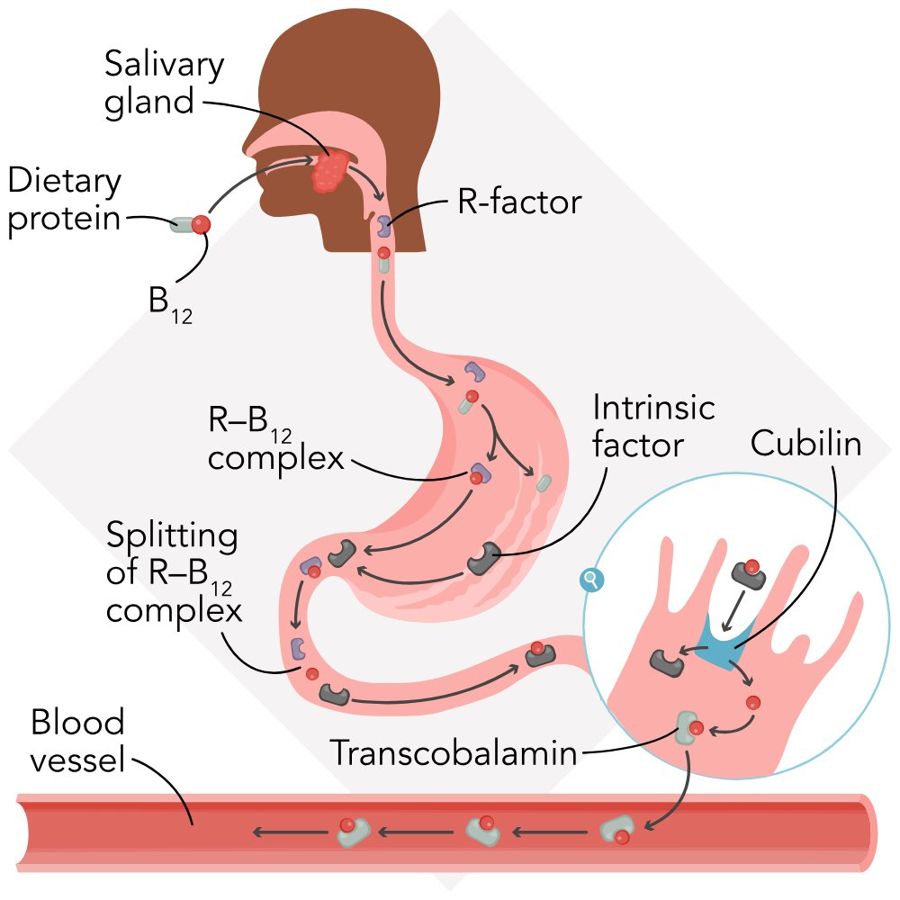 Salivary
gland
Dietary
protein
B₁₂
R-factor
R–B₁₂
complex
Intrinsic
factor
Cubilin
Splitting
of R–B₁₂
complex
Blood
vessel
Transcobalamin